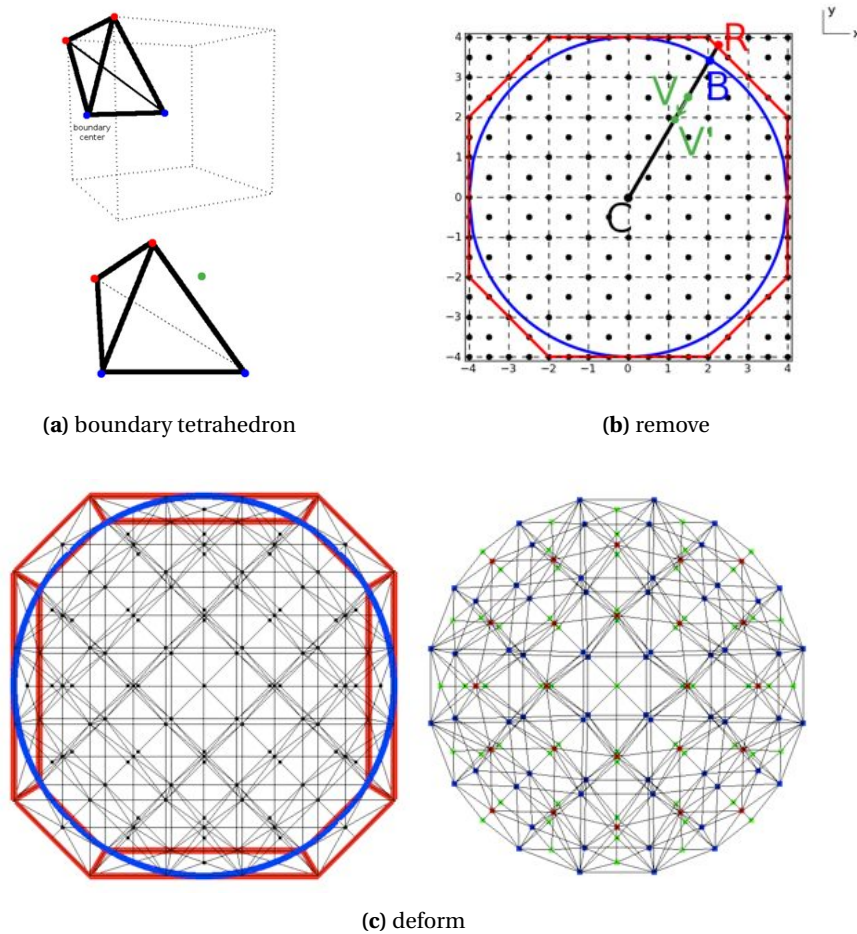 boundary
center
y
x
R
B
V
V'
C
4
3
2
1
0
−1
−2
−3
−4
−4 −3 −2 −1 0 1 2 3 4
(a) boundary tetrahedron
(b) remove
(c) deform